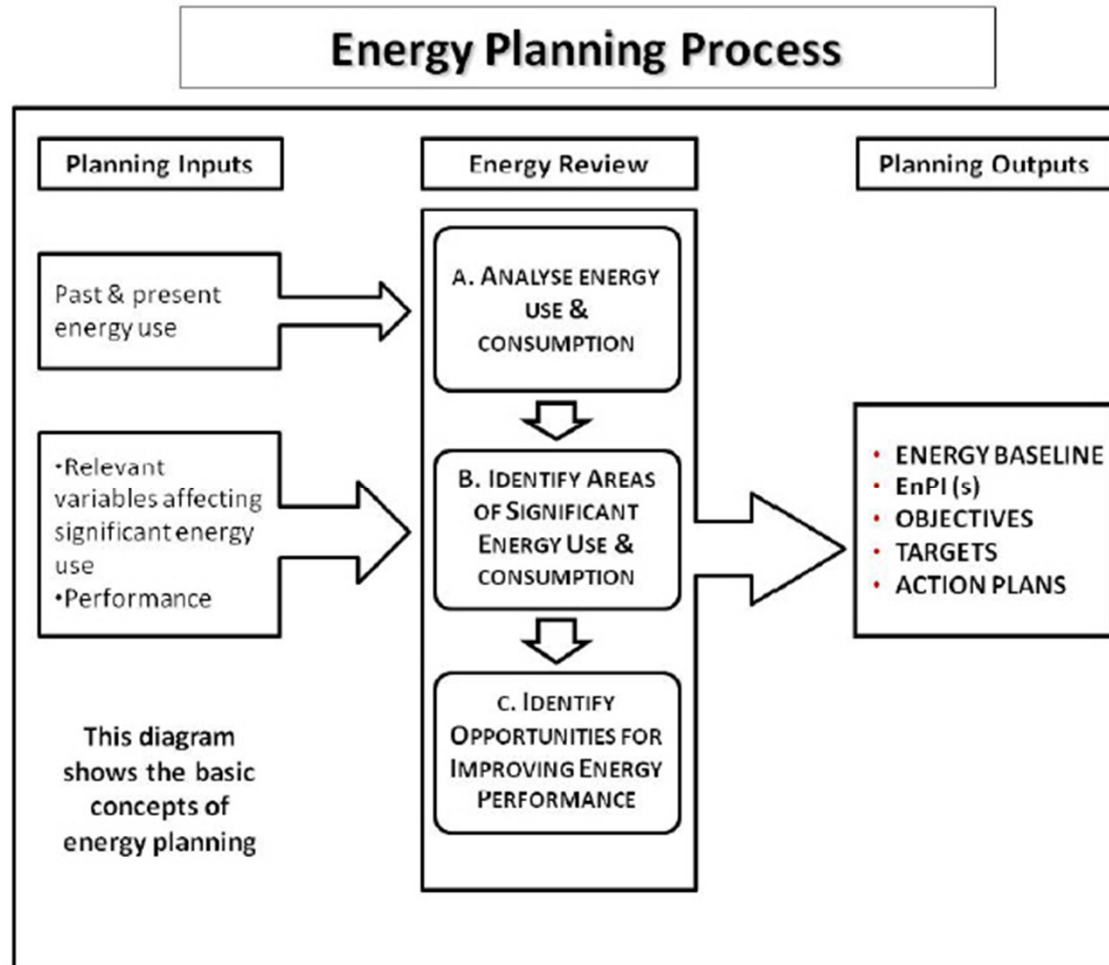 Energy Planning Process
Planning Inputs
Energy Review
Planning Outputs
Past & present
energy use
•Relevant
variables affecting
significant energy
use
•Performance
This diagram
shows the basic
concepts of
energy planning
A. ANALYSE ENERGY
USE &
CONSUMPTION
B. IDENTIFY AREAS
OF SIGNIFICANT
ENERGY USE &
CONSUMPTION
C. IDENTIFY
OPPORTUNITIES FOR
IMPROVING ENERGY
PERFORMANCE
• ENERGY BASELINE
• EnPI (s)
• OBJECTIVES
• TARGETS
• ACTION PLANS